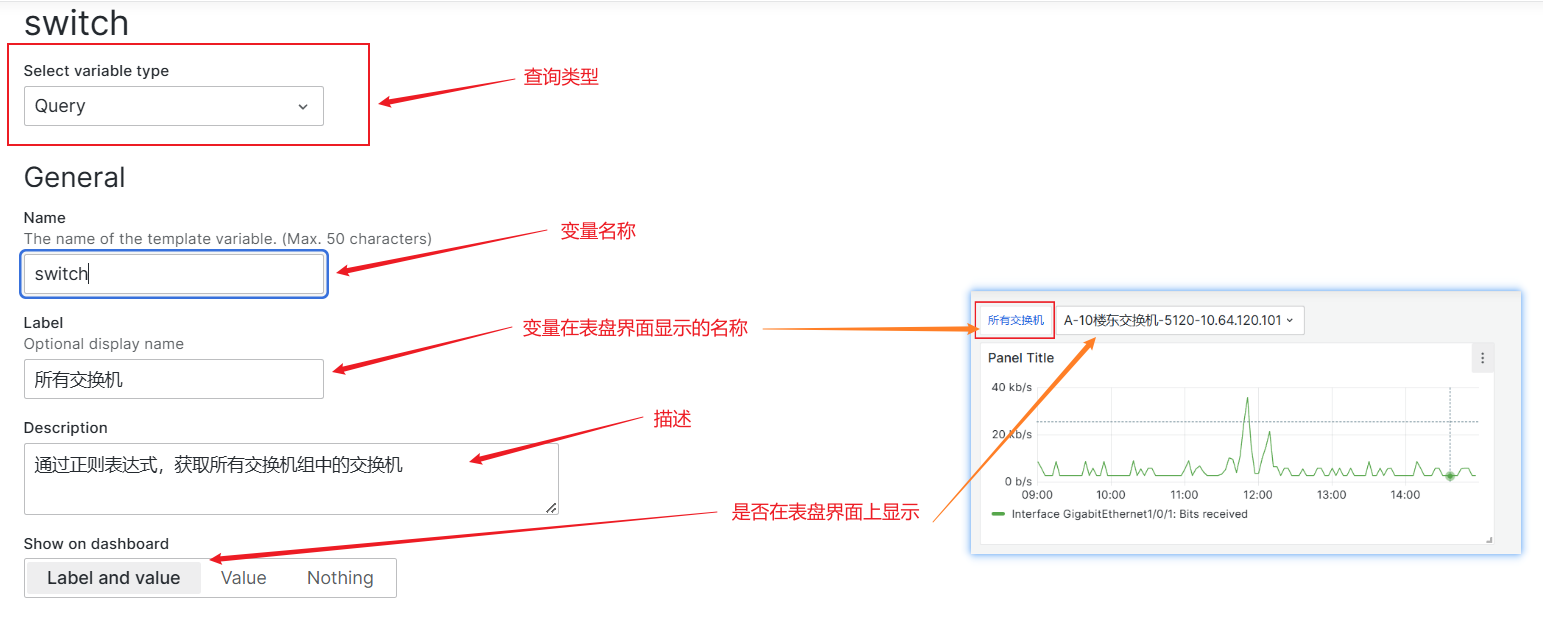 switch
Select variable type
Query
查询类型
General
Name
The name of the template variable. (Max. 50 characters)
变量名称
switch
Label
Optional display name
变量在表盘界面显示的名称
所有交换机
Description
描述
通过正则表达式，获取所有交换机组中的交换机
是否在表盘界面上显示
Show on dashboard
Label and value
Value
Nothing
所有交换机
A-10楼东交换机-5120-10.64.120.101
Panel Title
40 kb/s
20 kb/s
0 b/s
09:00 10:00 11:00 12:00 13:00 14:00
Interface GigabitEthernet1/0/1: Bits received